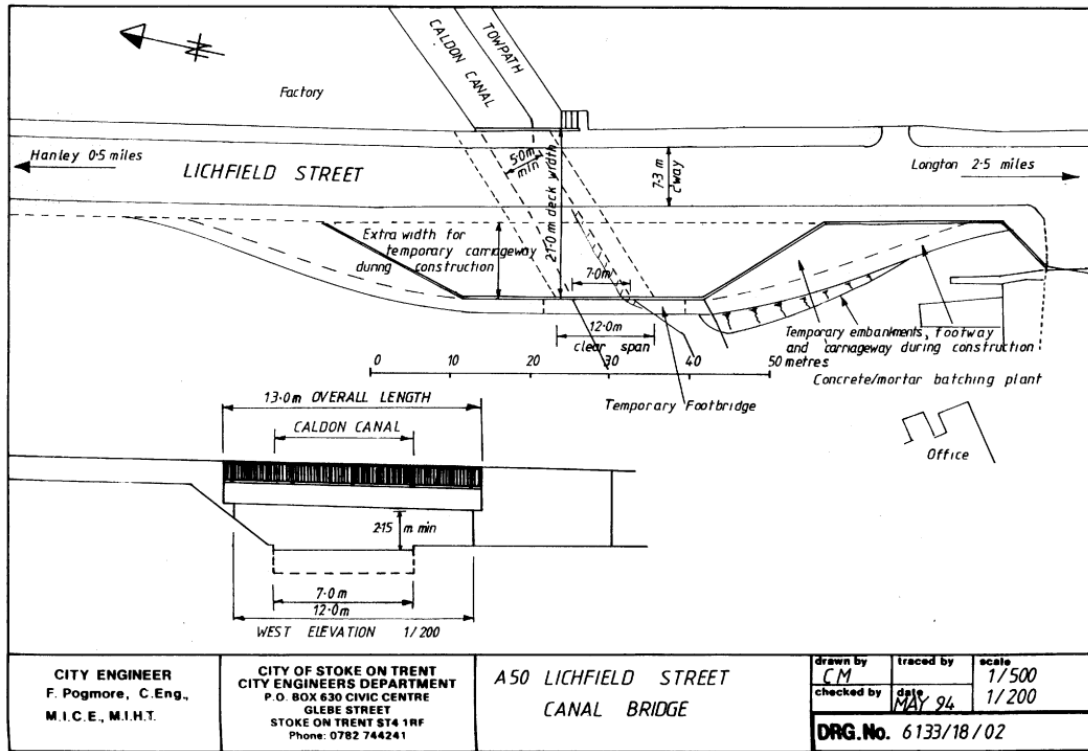 N
CALDON CANAL
TOWPATH
Factory
Hanley 0·5 miles
LICHFIELD STREET
5·0m
min
21·0 m deck width
7·3 m
c'way
Longton 2·5 miles
Extra width for
temporary carriageway
during construction
7·0m
12·0m
clear span
Temporary embankments, footway
and carriageway during construction
0 10 20 30 40 50
metres
Concrete/mortar batching plant
Temporary Footbridge
Office
13·0m OVERALL LENGTH
CALDON CANAL
2·15 m. min
7·0 m
12·0m
WEST ELEVATION 1/200
CITY ENGINEER
F. Pogmore, C.Eng.,
M.I.C.E., M.I.H.T.
CITY OF STOKE ON TRENT
CITY ENGINEERS DEPARTMENT
P.O. BOX 630 CIVIC CENTRE
GLEBE STREET
STOKE ON TRENT ST4 1RF
Phone: 0782 744241
A50 LICHFIELD STREET
CANAL BRIDGE
drawn by
CM
traced by
scale
1/500
1/200
checked by
date
MAY 94
DRG.No. 6133/18/02